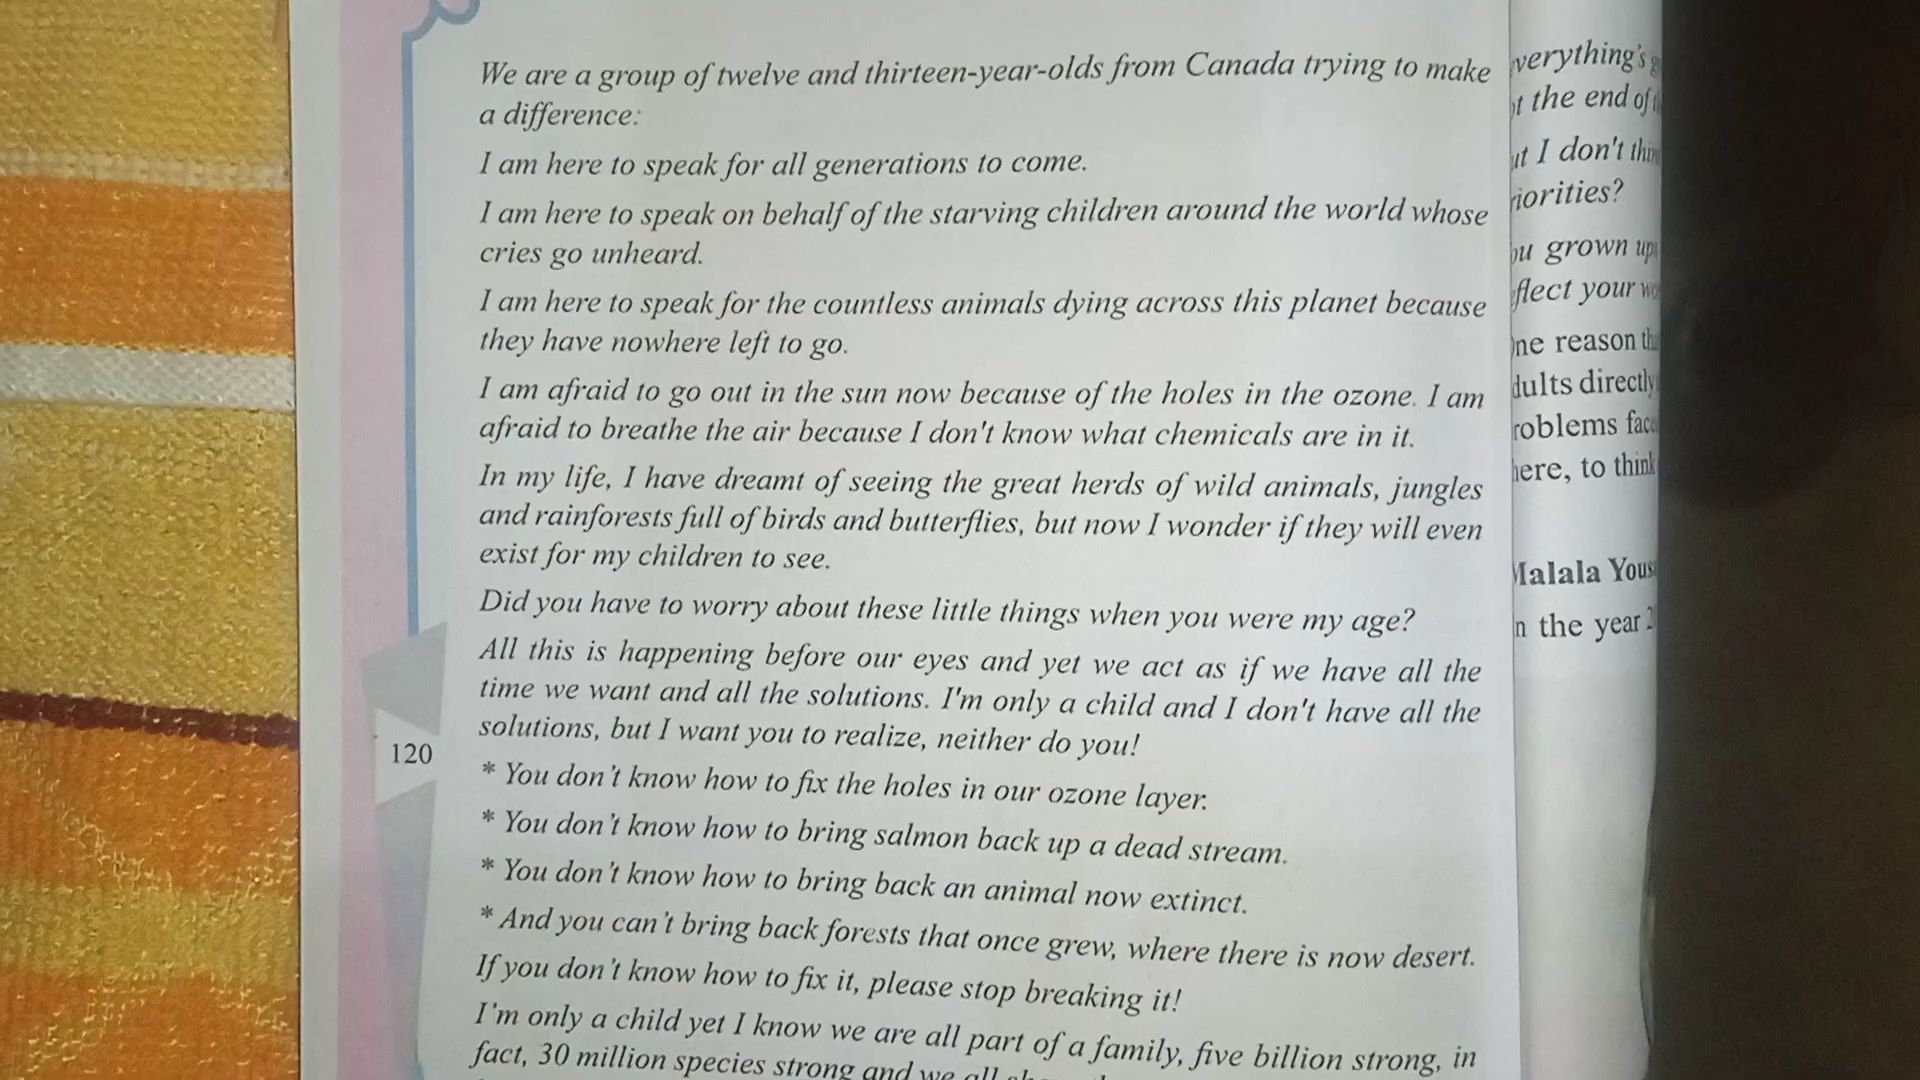 We are a group of twelve and thirteen-year-olds from Canada trying to make
a difference:
I am here to speak for all generations to come.
I am here to speak on behalf of the starving children around the world whose
cries go unheard.
I am here to speak for the countless animals dying across this planet because
they have nowhere left to go.
I am afraid to go out in the sun now because of the holes in the ozone. I am
afraid to breathe the air because I don't know what chemicals are in it.
In my life, I have dreamt of seeing the great herds of wild animals, jungles
and rainforests full of birds and butterflies, but now I wonder if they will even
exist for my children to see.
Did you have to worry about these little things when you were my age?
All this is happening before our eyes and yet we act as if we have all the
time we want and all the solutions. I'm only a child and I don't have all the
solutions, but I want you to realize, neither do you!
120
* You don't know how to fix the holes in our ozone layer.
* You don't know how to bring salmon back up a dead stream.
* You don't know how to bring back an animal now extinct.
* And you can't bring back forests that once grew, where there is now desert.
If you don't know how to fix it, please stop breaking it!
I'm only a child yet I know we are all part of a family, five billion strong, in
fact, 30 million species strong and we all
verything's
the end of
I don't
iorities?
grown
flect your
ne reason
dults directly
roblems
here, to think
Malala
n the year